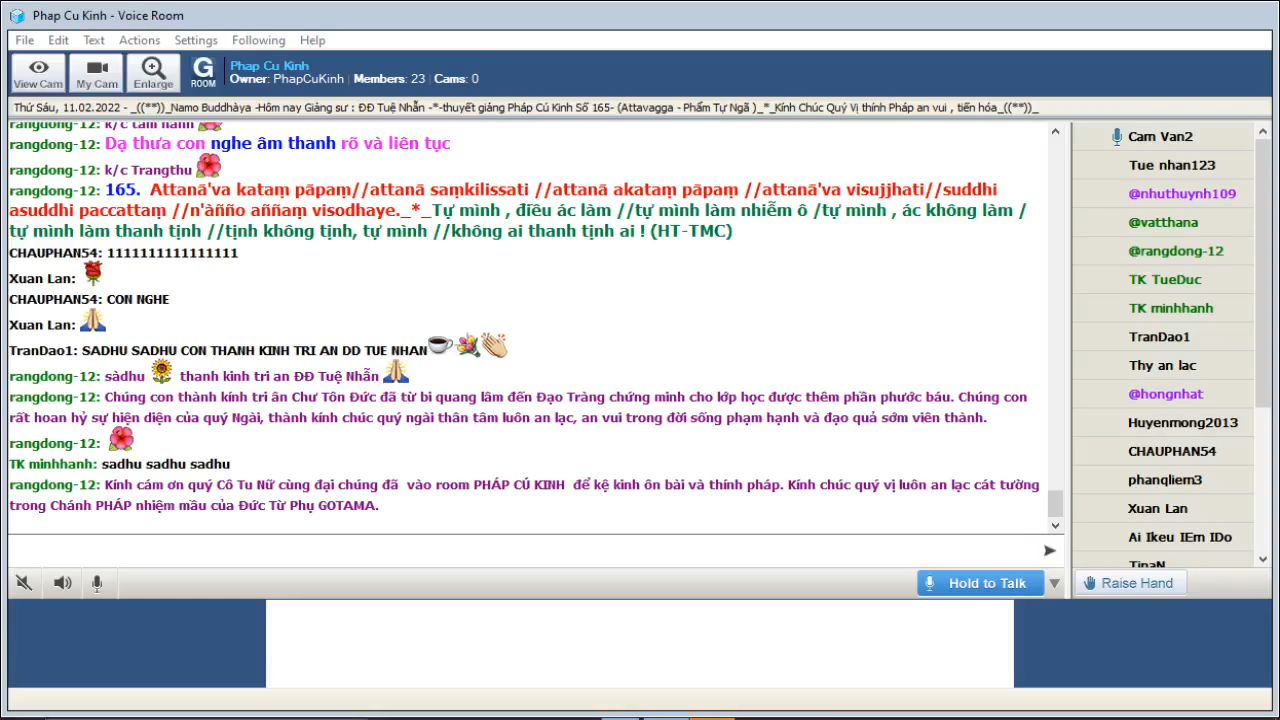 Phap Cu Kinh - Voice Room
File Edit Text Actions Settings Following Help
View Cam My Cam Enlarge G ROOM
Phap Cu Kinh
Owner: PhapCuKinh Members: 23 Cams: 0
Thứ Sáu, 11.02.2022 - _((**))_Namo Buddhàya -Hôm nay Giảng sư : ĐĐ Tuệ Nhẫn -*-thuyết giảng Pháp Cú Kinh Số 165- (Attavagga - Phẩm Tự Ngã )_*_Kính Chúc Quý Vị thính Pháp an vui , tiến hóa_((**))_
rangdong-12: k/c tâm hạnh
rangdong-12: Dạ thưa con nghe âm thanh rõ và liên tục
rangdong-12: k/c Trangthu
rangdong-12: 165. Attanā'va kataṃ pāpaṃ//attanā saṃkilissati //attanā akataṃ pāpaṃ //attanā'va visujjhati//suddhi
asuddhi paccattaṃ //n'àñño aññaṃ visodhaye._*_Tự mình , điều ác làm //tự mình làm nhiễm ô /tự mình , ác không làm /
tự mình làm thanh tịnh //tịnh không tịnh, tự mình //không ai thanh tịnh ai ! (HT-TMC)
CHAUPHAN54: 1111111111111111
Xuan Lan:
CHAUPHAN54: CON NGHE
Xuan Lan:
TranDao1: SADHU SADHU CON THANH KINH TRI AN DD TUE NHAN
rangdong-12: sàdhu thanh kinh tri an ĐĐ Tuệ Nhẫn
rangdong-12: Chúng con thành kính tri ân Chư Tôn Đức đã từ bi quang lâm đến Đạo Tràng chứng minh cho lớp học được thêm phần phước báu. Chúng con
rất hoan hỷ sự hiện diện của quý Ngài, thành kính chúc quý ngài thân tâm luôn an lạc, an vui trong đời sống phạm hạnh và đạo quả sớm viên thành.
rangdong-12:
TK minhhanh: sadhu sadhu sadhu
rangdong-12: Kính cám ơn quý Cô Tu Nữ cùng đại chúng đã vào room PHÁP CÚ KINH để kệ kinh ôn bài và thính pháp. Kính chúc quý vị luôn an lạc cát tường
trong Chánh PHÁP nhiệm mầu của Đức Từ Phụ GOTAMA.
Hold to Talk
Cam Van2
Tue nhan123
@nhuthuynh109
@vatthana
@rangdong-12
TK TueDuc
TK minhhanh
TranDao1
Thy an lac
@hongnhat
Huyenmong2013
CHAUPHAN54
phanqliem3
Xuan Lan
Ai Ikeu IEm IDo
TinaN
Raise Hand